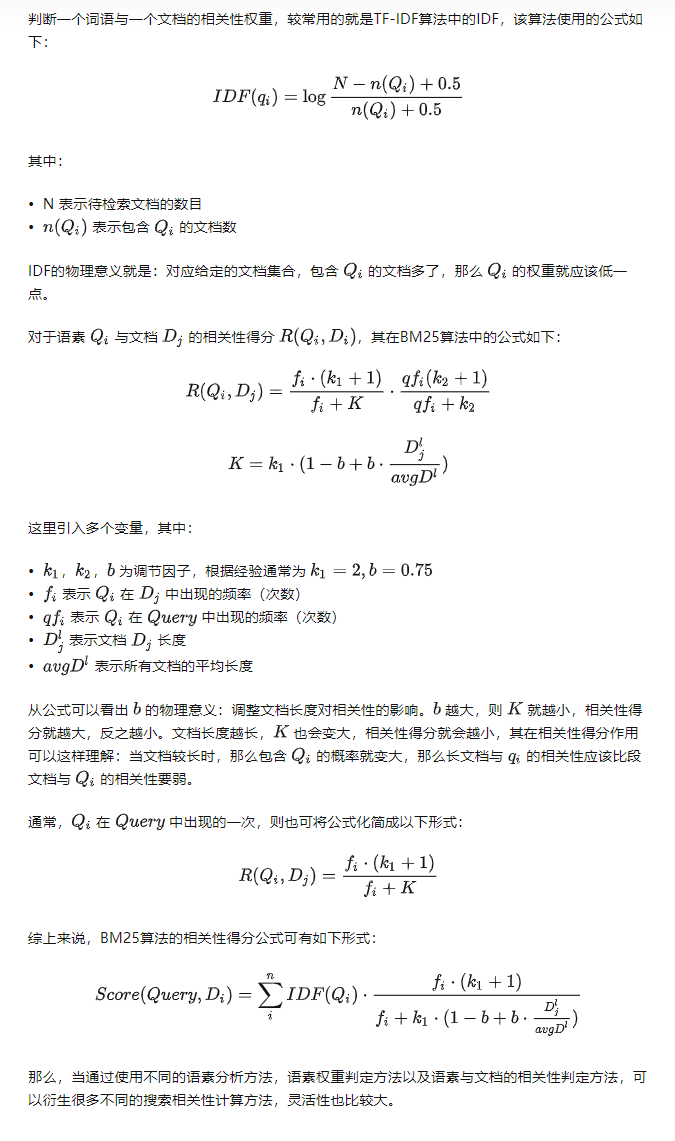 判断一个词语与一个文档的相关性权重，较常用的就是TF-IDF算法中的IDF，该算法使用的公式如
下：
IDF(q_i) = log \frac{N − n(Q_i) + 0.5}{n(Q_i) + 0.5}
其中：
• N 表示待检索文档的数目
• n(Q_i) 表示包含 Q_i 的文档数
IDF的物理意义就是：对应给定的文档集合，包含 Q_i 的文档多了，那么 Q_i 的权重就应该低一
点。
对于语素 Q_i 与文档 D_j 的相关性得分 R(Q_i, D_i)，其在BM25算法中的公式如下：
R(Q_i, D_j) = \frac{f_i · (k_1 + 1)}{f_i + K} · \frac{qf_i(k_2 + 1)}{qf_i + k_2}
K = k_1 · (1 − b + b · \frac{D_j^l}{avgD^l})
这里引入多个变量，其中：
• k_1，k_2，b 为调节因子，根据经验通常为 k_1 = 2, b = 0.75
• f_i 表示 Q_i 在 D_j 中出现的频率（次数）
• qf_i 表示 Q_i 在 Query 中出现的频率（次数）
• D_j^l 表示文档 D_j 长度
• avgD^l 表示所有文档的平均长度
从公式可以看出 b 的物理意义：调整文档长度对相关性的影响。b 越大，则 K 就越小，相关性得
分就越大，反之越小。文档长度越长，K 也会变大，相关性得分就会越小，其在相关性得分作用
可以这样理解：当文档较长时，那么包含 Q_i 的概率就变大，那么长文档与 q_i 的相关性应该比段
文档与 Q_i 的相关性要弱。
通常，Q_i 在 Query 中出现的一次，则也可将公式化简成以下形式：
R(Q_i, D_j) = \frac{f_i · (k_1 + 1)}{f_i + K}
综上来说，BM25算法的相关性得分公式可有如下形式：
Score(Query, D_i) = \sum_i^n IDF(Q_i) · \frac{f_i · (k_1 + 1)}{f_i + k_1 · (1 − b + b · \frac{D_j^l}{avgD^l})}
那么，当通过使用不同的语素分析方法，语素权重判定方法以及语素与文档的相关性判定方法，可
以衍生很多不同的搜索相关性计算方法，灵活性也比较大。